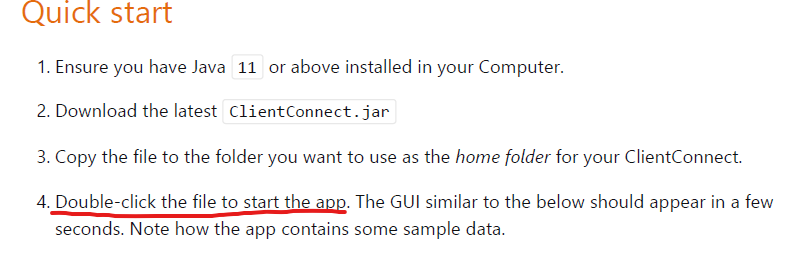 Quick start
1. Ensure you have Java 11 or above installed in your Computer.
2. Download the latest ClientConnect.jar
3. Copy the file to the folder you want to use as the home folder for your ClientConnect.
4. Double-click the file to start the app. The GUI similar to the below should appear in a few
seconds. Note how the app contains some sample data.